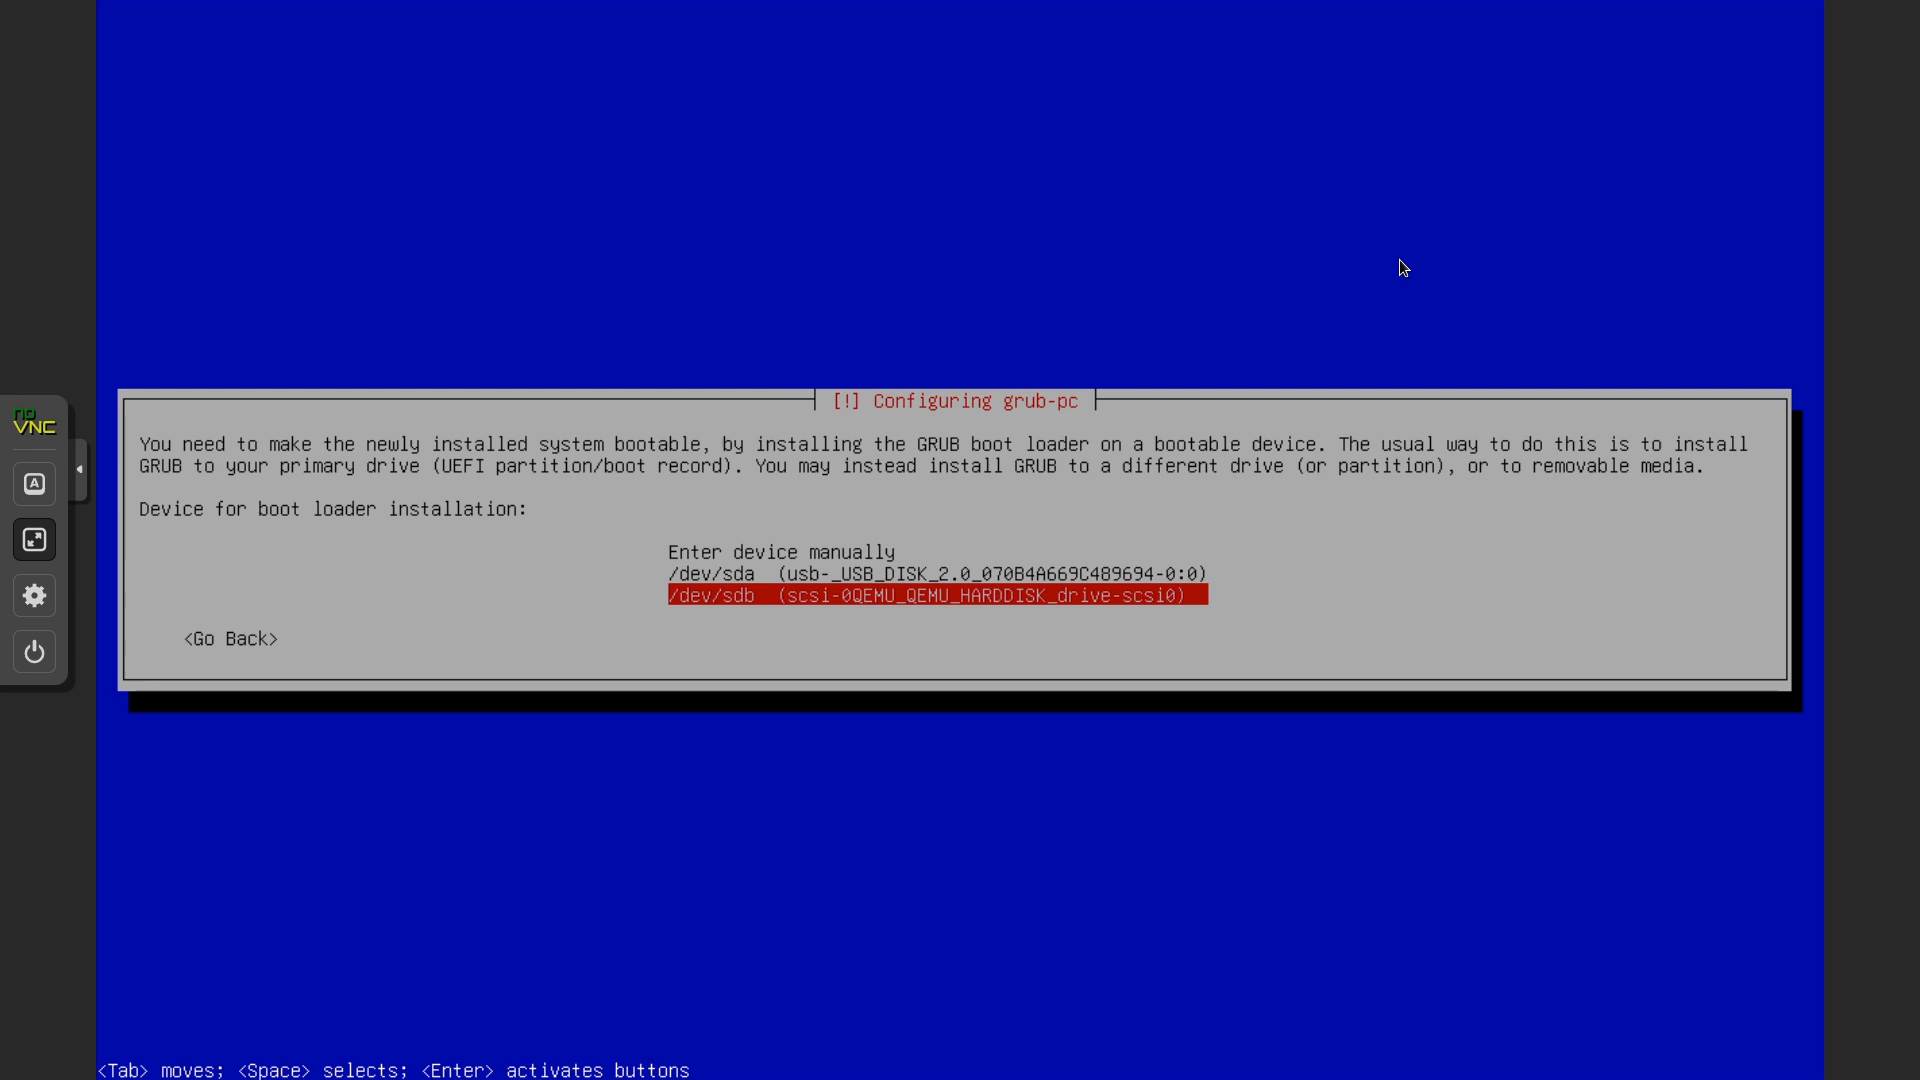 [!] Configuring grub-pc
You need to make the newly installed system bootable, by installing the GRUB boot loader on a bootable device. The usual way to do this is to install
GRUB to your primary drive (UEFI partition/boot record). You may instead install GRUB to a different drive (or partition), or to removable media.
Device for boot loader installation:
Enter device manually
/dev/sda (usb-_USB_DISK_2.0_070B4A669C489694-0:0)
/dev/sdb (scsi-0QEMU_QEMU_HARDDISK_drive-scsi0)
<Go Back>
no
VNC
A
<Tab> moves; <Space> selects; <Enter> activates buttons